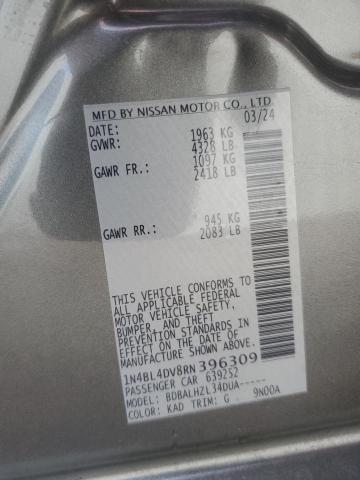 MFD BY NISSAN MOTOR CO., LTD.
DATE: 03/24
GVWR: 1963 KG
4328 LB
GAWR FR.: 1097 KG
2418 LB
GAWR RR.: 945 KG
2083 LB
THIS VEHICLE CONFORMS TO
ALL APPLICABLE FEDERAL
MOTOR VEHICLE SAFETY,
BUMPER, AND THEFT
PREVENTION STANDARDS IN
EFFECT ON THE DATE OF
MANUFACTURE SHOWN ABOVE.
1N4BL4DV8RN396309
PASSENGER CAR 639252
MODEL: BDBALHZL34DUA-----
COLOR: KAD TRIM: G 9N00A